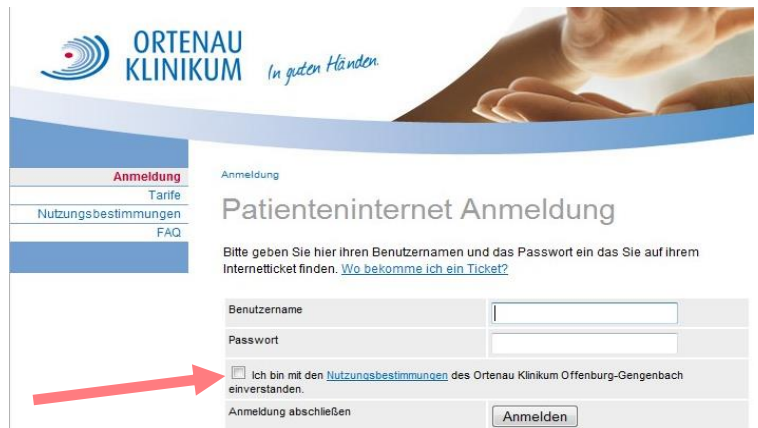 ORTENAU
KLINIKUM
In guten Händen.
Anmeldung
Tarife
Nutzungsbestimmungen
FAQ
Anmeldung
Patienteninternet Anmeldung
Bitte geben Sie hier ihren Benutzernamen und das Passwort ein das Sie auf ihrem
Internetticket finden. Wo bekomme ich ein Ticket?
Benutzername
Passwort
Ich bin mit den Nutzungsbestimmungen des Ortenau Klinikum Offenburg-Gengenbach
einverstanden.
Anmeldung abschließen
Anmelden